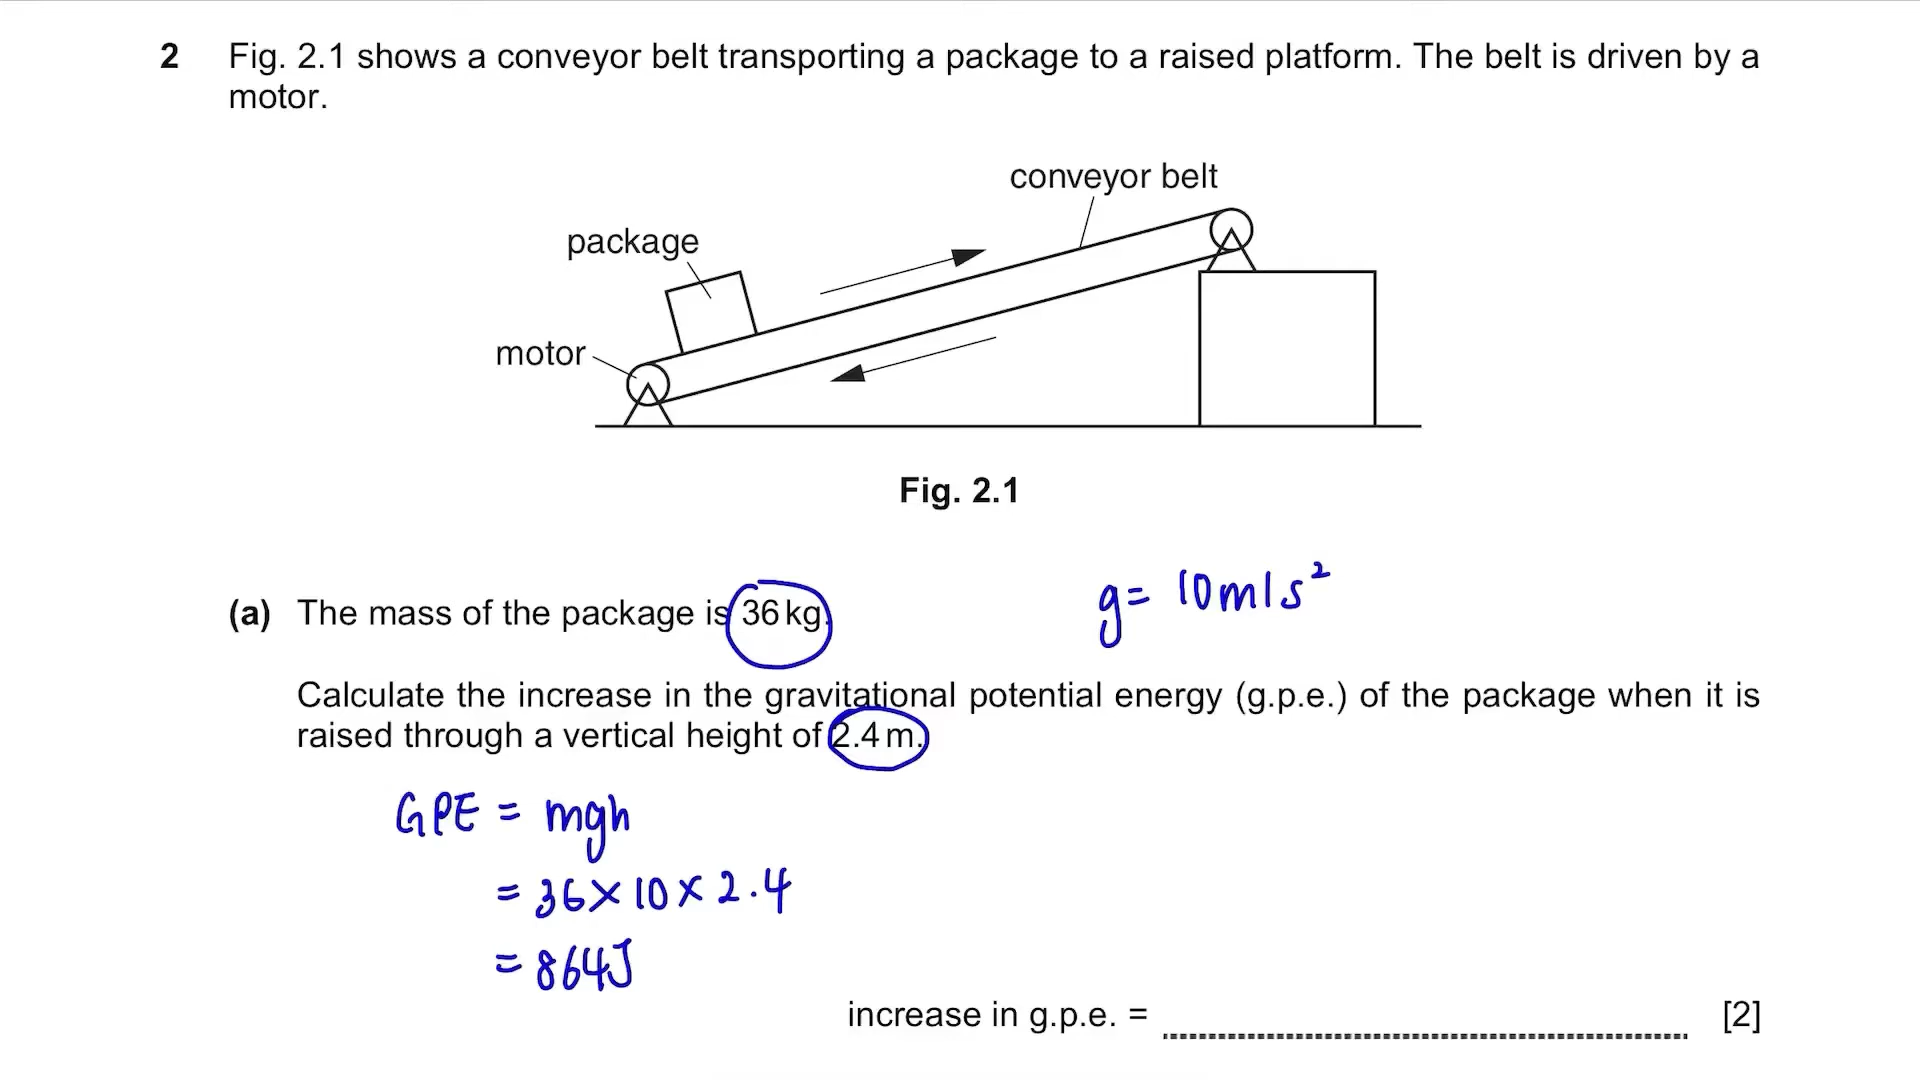 2 Fig. 2.1 shows a conveyor belt transporting a package to a raised platform. The belt is driven by a
motor.
conveyor belt
package
motor
Fig. 2.1
g = 10 m/s²
(a) The mass of the package is 36 kg.
Calculate the increase in the gravitational potential energy (g.p.e.) of the package when it is
raised through a vertical height of 2.4 m.
GPE = mgh
= 36 × 10 × 2.4
= 864J
increase in g.p.e. = ................................ [2]